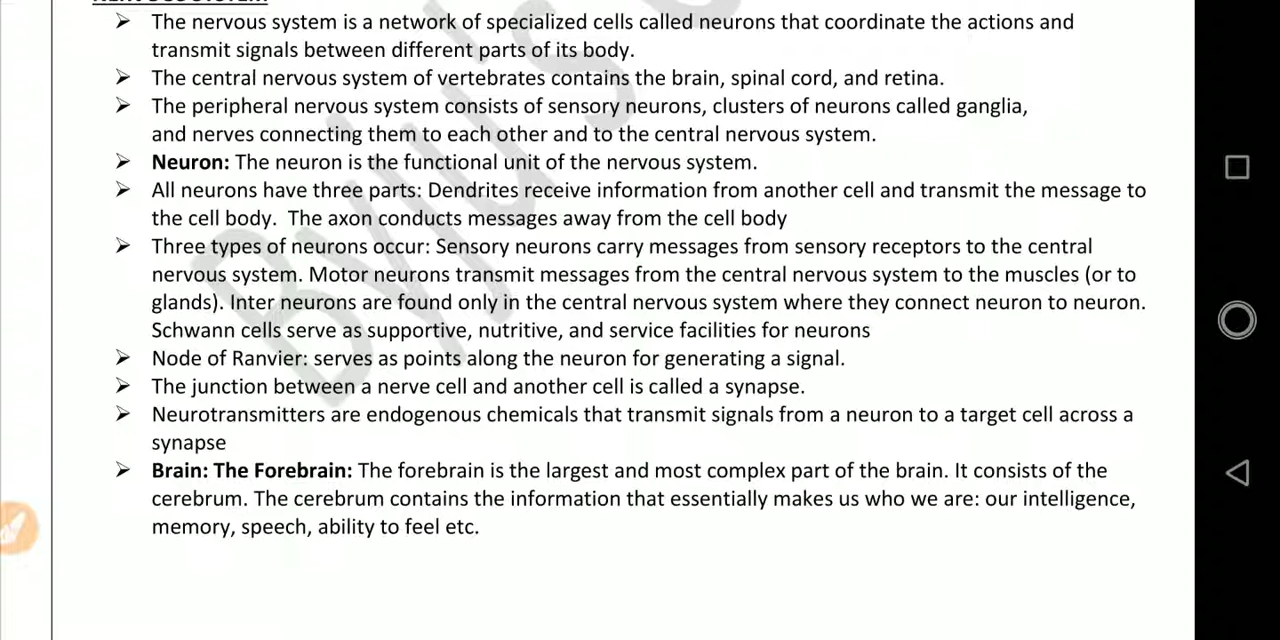 ➢ The nervous system is a network of specialized cells called neurons that coordinate the actions and
transmit signals between different parts of its body.
➢ The central nervous system of vertebrates contains the brain, spinal cord, and retina.
➢ The peripheral nervous system consists of sensory neurons, clusters of neurons called ganglia,
and nerves connecting them to each other and to the central nervous system.
➢ Neuron: The neuron is the functional unit of the nervous system.
➢ All neurons have three parts: Dendrites receive information from another cell and transmit the message to
the cell body.  The axon conducts messages away from the cell body
➢ Three types of neurons occur: Sensory neurons carry messages from sensory receptors to the central
nervous system. Motor neurons transmit messages from the central nervous system to the muscles (or to
glands). Inter neurons are found only in the central nervous system where they connect neuron to neuron.
Schwann cells serve as supportive, nutritive, and service facilities for neurons
➢ Node of Ranvier: serves as points along the neuron for generating a signal.
➢ The junction between a nerve cell and another cell is called a synapse.
➢ Neurotransmitters are endogenous chemicals that transmit signals from a neuron to a target cell across a
synapse
➢ Brain: The Forebrain: The forebrain is the largest and most complex part of the brain. It consists of the
cerebrum. The cerebrum contains the information that essentially makes us who we are: our intelligence,
memory, speech, ability to feel etc.